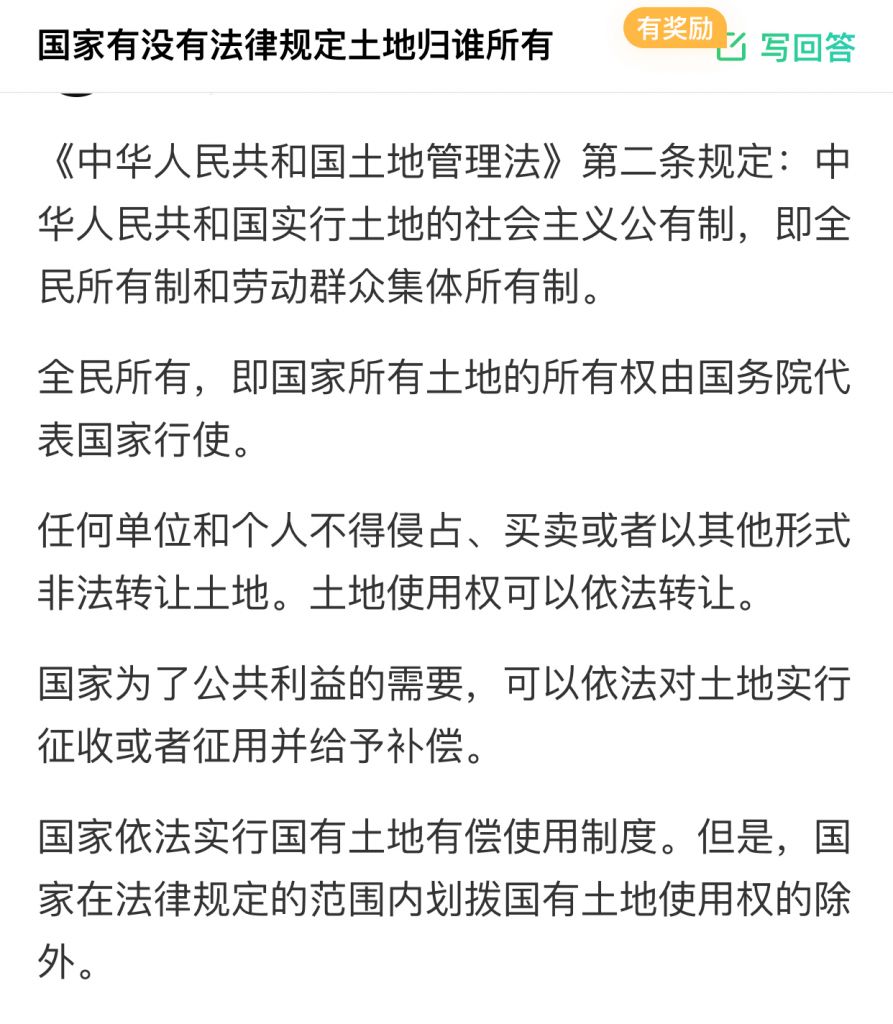 国家有没有法律规定土地归谁所有
有奖励
写回答
《中华人民共和国土地管理法》第二条规定：中
华人民共和国实行土地的社会主义公有制，即全
民所有制和劳动群众集体所有制。
全民所有，即国家所有土地的所有权由国务院代
表国家行使。
任何单位和个人不得侵占、买卖或者以其他形式
非法转让土地。土地使用权可以依法转让。
国家为了公共利益的需要，可以依法对土地实行
征收或者征用并给予补偿。
国家依法实行国有土地有偿使用制度。但是，国
家在法律规定的范围内划拨国有土地使用权的除
外。